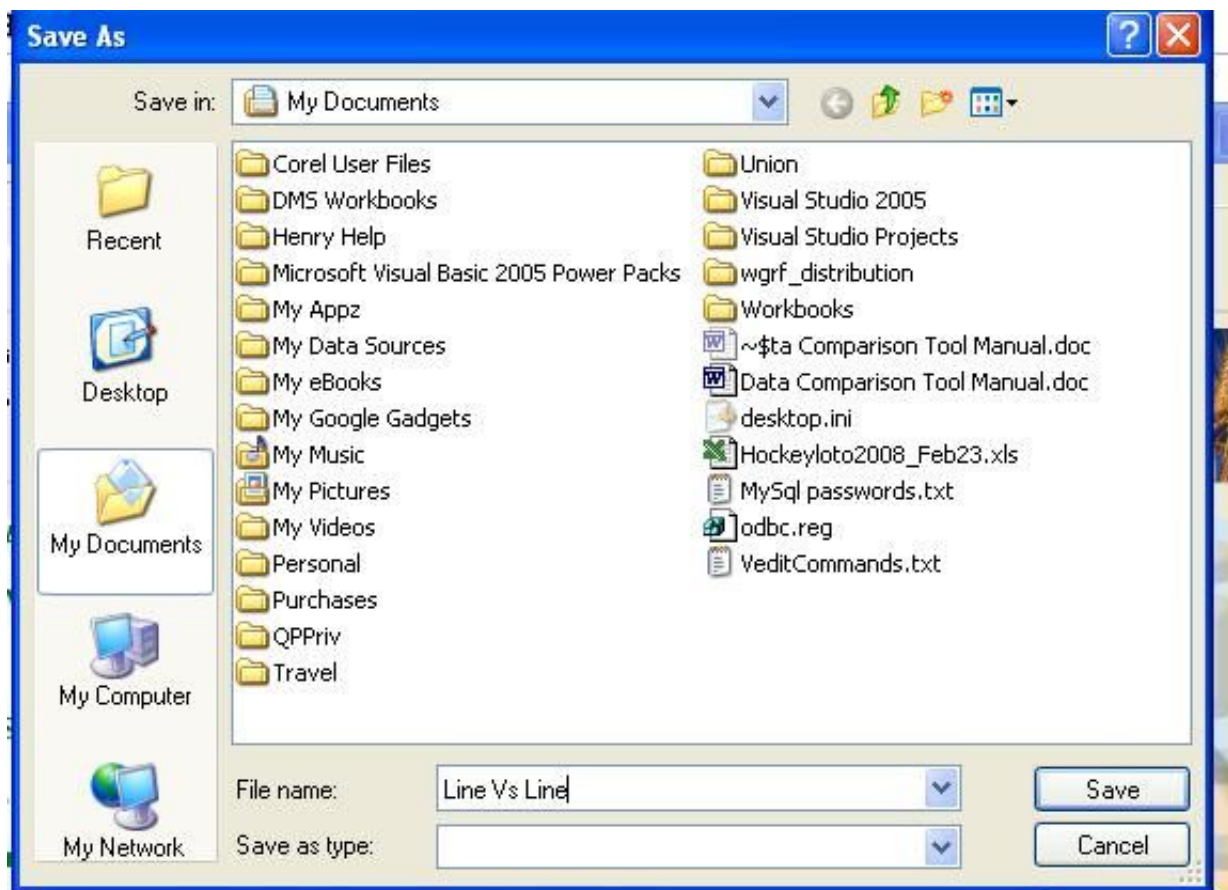 Save As
Save in:
My Documents
Recent
Desktop
My Documents
My Computer
My Network
Corel User Files
DMS Workbooks
Henry Help
Microsoft Visual Basic 2005 Power Packs
My Appz
My Data Sources
My eBooks
My Google Gadgets
My Music
My Pictures
My Videos
Personal
Purchases
QPPriv
Travel
Union
Visual Studio 2005
Visual Studio Projects
wgrf_distribution
Workbooks
~$ta Comparison Tool Manual.doc
Data Comparison Tool Manual.doc
desktop.ini
Hockeyloto2008_Feb23.xls
MySql passwords.txt
odbc.reg
VeditCommands.txt
File name:
Line Vs Line
Save
Save as type:
Cancel